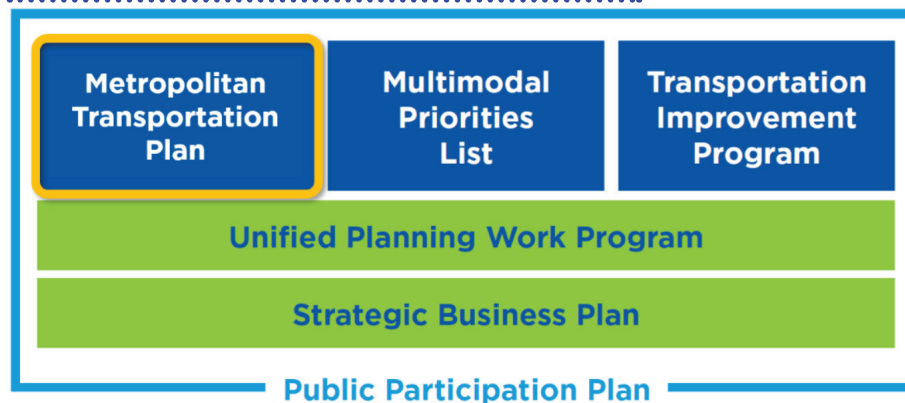 Metropolitan
Transportation
Plan
Multimodal
Priorities
List
Transportation
Improvement
Program
Unified Planning Work Program
Strategic Business Plan
Public Participation Plan